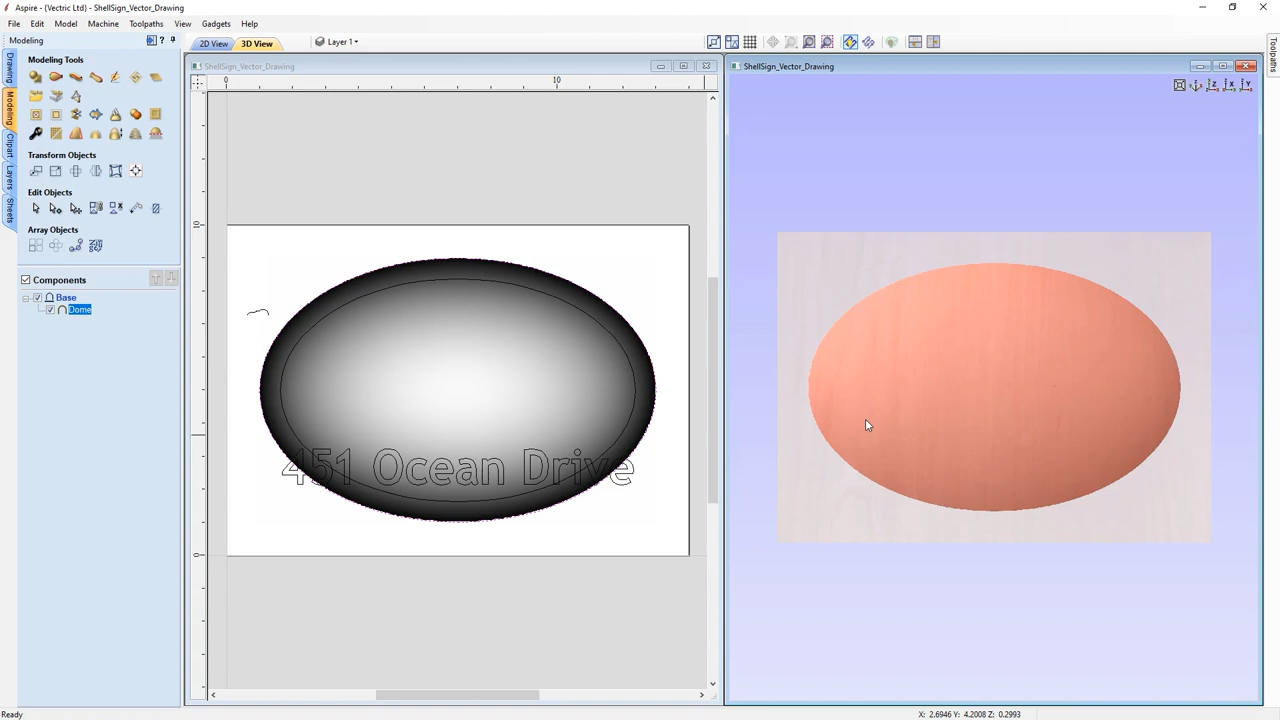 Aspire - {Vectric Ltd} - ShellSign_Vector_Drawing
File Edit Model Machine Toolpaths View Gadgets Help
Modeling
2D View 3D View Layer 1
Toolpaths
Drawing
Modeling
Clipart
Layers
Sheets
Modeling Tools
Transform Objects
Edit Objects
Array Objects
Components
Base
Dome
ShellSign_Vector_Drawing
0 10
10
0
451 Ocean Drive
ShellSign_Vector_Drawing
Z X Y
Ready
X: 2.6946 Y: 4.2008 Z: 0.2993